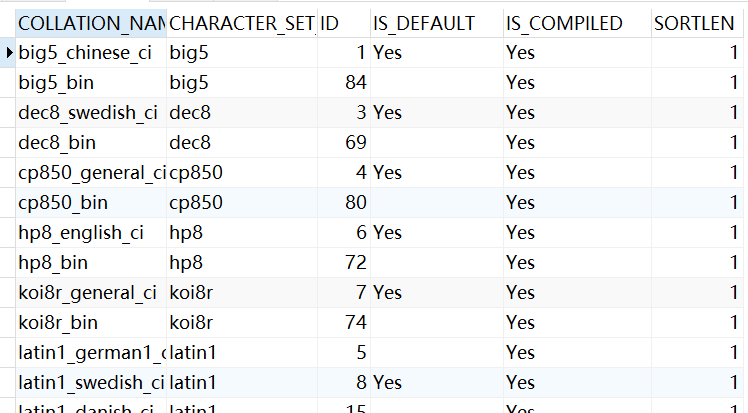 COLLATION_NAM CHARACTER_SET_ ID IS_DEFAULT IS_COMPILED SORTLEN
big5_chinese_ci big5 1 Yes Yes 1
big5_bin big5 84 Yes 1
dec8_swedish_ci dec8 3 Yes Yes 1
dec8_bin dec8 69 Yes 1
cp850_general_ci cp850 4 Yes Yes 1
cp850_bin cp850 80 Yes 1
hp8_english_ci hp8 6 Yes Yes 1
hp8_bin hp8 72 Yes 1
koi8r_general_ci koi8r 7 Yes Yes 1
koi8r_bin koi8r 74 Yes 1
latin1_german1_c latin1 5 Yes 1
latin1_swedish_ci latin1 8 Yes Yes 1
latin1_danish_ci latin1 15 Yes 1